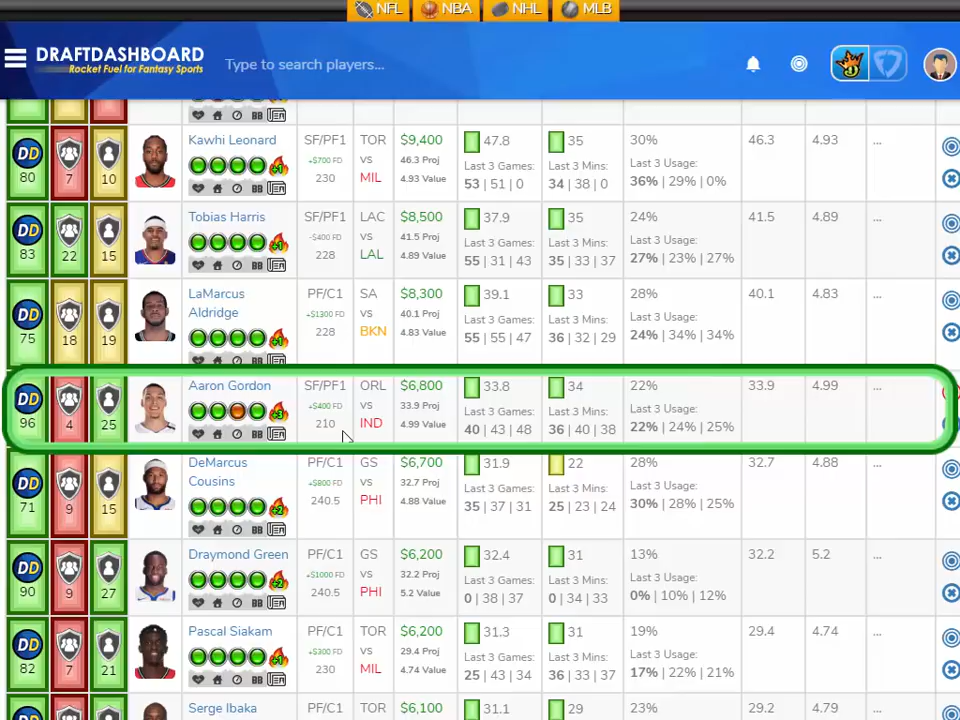 NFL NBA NHL MLB
DRAFTDASHBOARD
Rocket Fuel for Fantasy Sports
Type to search players...
BB
Kawhi Leonard SF/PF1 TOR $9,400 47.8 35 30% 46.3 4.93 ...
DD +$700 FD VS 46.3 Proj Last 3 Games: Last 3 Mins: Last 3 Usage:
80 7 10 +1 230 MIL 4.93 Value 53 | 51 | 0 34 | 38 | 0 36% | 29% | 0%
BB
Tobias Harris SF/PF1 LAC $8,500 37.9 35 24% 41.5 4.89 ...
DD -$400 FD VS 41.5 Proj Last 3 Games: Last 3 Mins: Last 3 Usage:
83 22 15 +1 228 LAL 4.89 Value 55 | 31 | 43 35 | 33 | 37 27% | 23% | 27%
BB
LaMarcus Aldridge PF/C1 SA $8,300 39.1 33 28% 40.1 4.83 ...
DD +$1300 FD VS 40.1 Proj Last 3 Games: Last 3 Mins: Last 3 Usage:
75 18 19 228 BKN 4.83 Value 55 | 55 | 47 36 | 32 | 29 24% | 34% | 34%
BB
Aaron Gordon SF/PF1 ORL $6,800 33.8 34 22% 33.9 4.99 ...
DD +$400 FD VS 33.9 Proj Last 3 Games: Last 3 Mins: Last 3 Usage:
96 4 25 +3 210 IND 4.99 Value 40 | 43 | 48 36 | 40 | 38 22% | 24% | 25%
BB
DeMarcus Cousins PF/C1 GS $6,700 31.9 22 28% 32.7 4.88 ...
DD +$800 FD VS 32.7 Proj Last 3 Games: Last 3 Mins: Last 3 Usage:
71 9 15 +2 240.5 PHI 4.88 Value 35 | 37 | 31 25 | 23 | 24 30% | 28% | 25%
BB
Draymond Green PF/C1 GS $6,200 32.4 31 13% 32.2 5.2 ...
DD +$1000 FD VS 32.2 Proj Last 3 Games: Last 3 Mins: Last 3 Usage:
90 9 27 +2 240.5 PHI 5.2 Value 0 | 38 | 37 0 | 34 | 33 0% | 10% | 12%
BB
Pascal Siakam PF/C1 TOR $6,200 31.3 31 19% 29.4 4.74 ...
DD +$300 FD VS 29.4 Proj Last 3 Games: Last 3 Mins: Last 3 Usage:
82 7 21 +1 230 MIL 4.74 Value 25 | 43 | 34 36 | 33 | 37 17% | 22% | 21%
BB
Serge Ibaka PF/C1 TOR $6,100 31.1 29 23% 29.2 4.79 ...